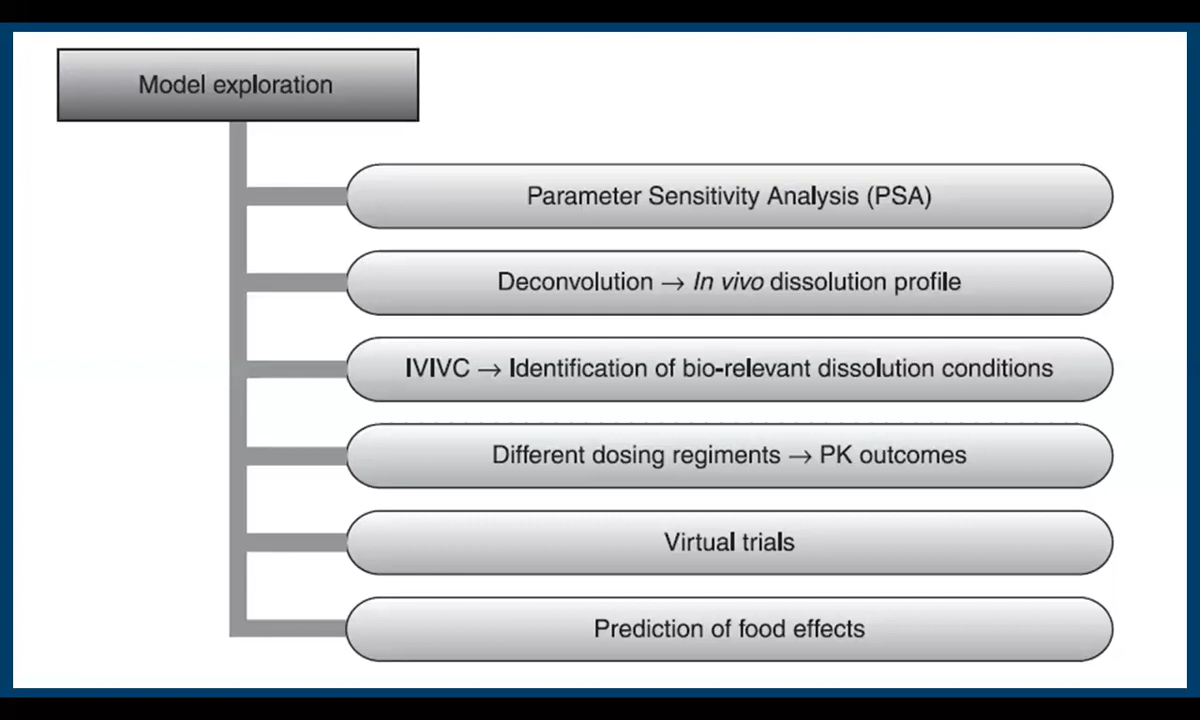 Model exploration
Parameter Sensitivity Analysis (PSA)
Deconvolution → In vivo dissolution profile
IVIVC → Identification of bio-relevant dissolution conditions
Different dosing regiments → PK outcomes
Virtual trials
Prediction of food effects